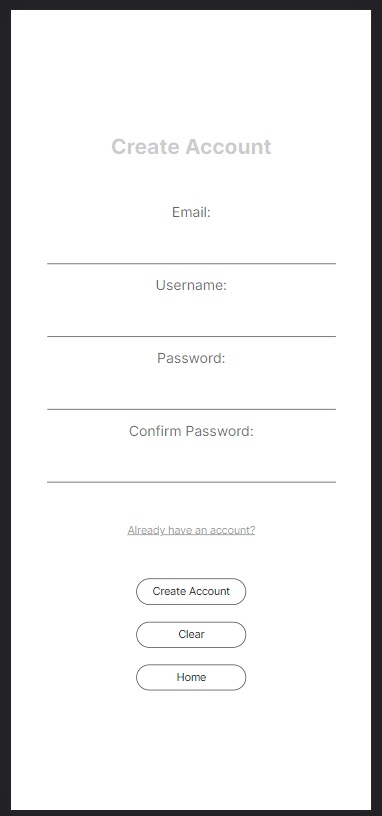 Create Account
Email:
Username:
Password:
Confirm Password:
Already have an account?
Create Account
Clear
Home